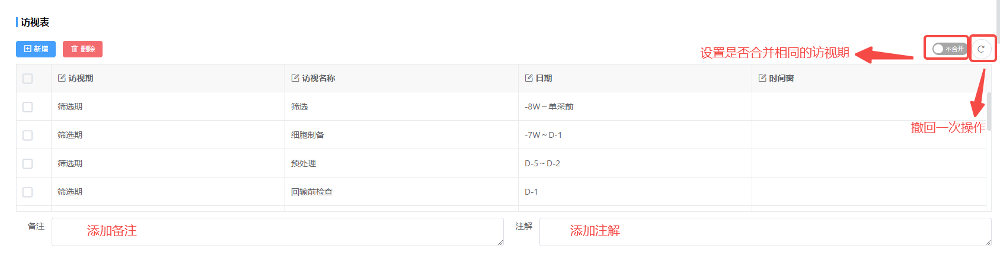 访视表
新增 删除 设置是否合并相同的访视期 不合并
访视期 访视名称 日期 时间窗
筛选期 筛选 -8W～单采前
撤回一次操作
筛选期 细胞制备 -7W～D-1
筛选期 预处理 D-5～D-2
筛选期 回输前检查 D-1
备注 添加备注 注解 添加注解